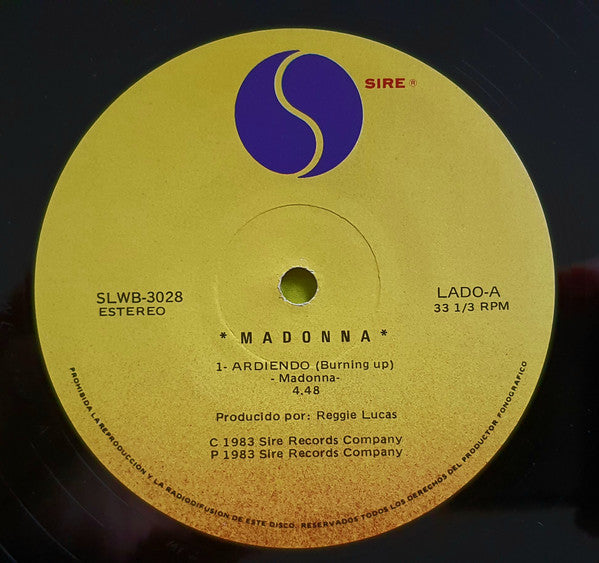 SIRE ®
SLWB-3028
ESTEREO
LADO-A
33 1/3 RPM
* MADONNA *
1- ARDIENDO (Burning up)
- Madonna-
4.48
Producido por: Reggie Lucas
C 1983 Sire Records Company
P 1983 Sire Records Company
PROHIBIDA LA REPRODUCCION Y LA RADIODIFUSION DE ESTE DISCO. RESERVADOS TODOS LOS DERECHOS DEL PRODUCTOR FONOGRAFICO